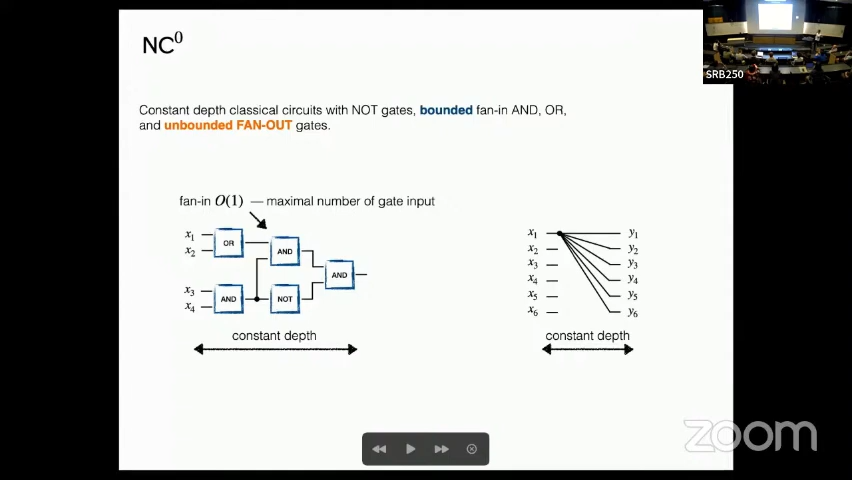 NC⁰
SRB250
Constant depth classical circuits with NOT gates, bounded fan-in AND, OR,
and unbounded FAN-OUT gates.
fan-in O(1) — maximal number of gate input
x₁
x₂
OR
AND
AND
x₃
x₄
AND
NOT
constant depth
x₁
x₂
x₃
x₄
x₅
x₆
y₁
y₂
y₃
y₄
y₅
y₆
constant depth
zoom